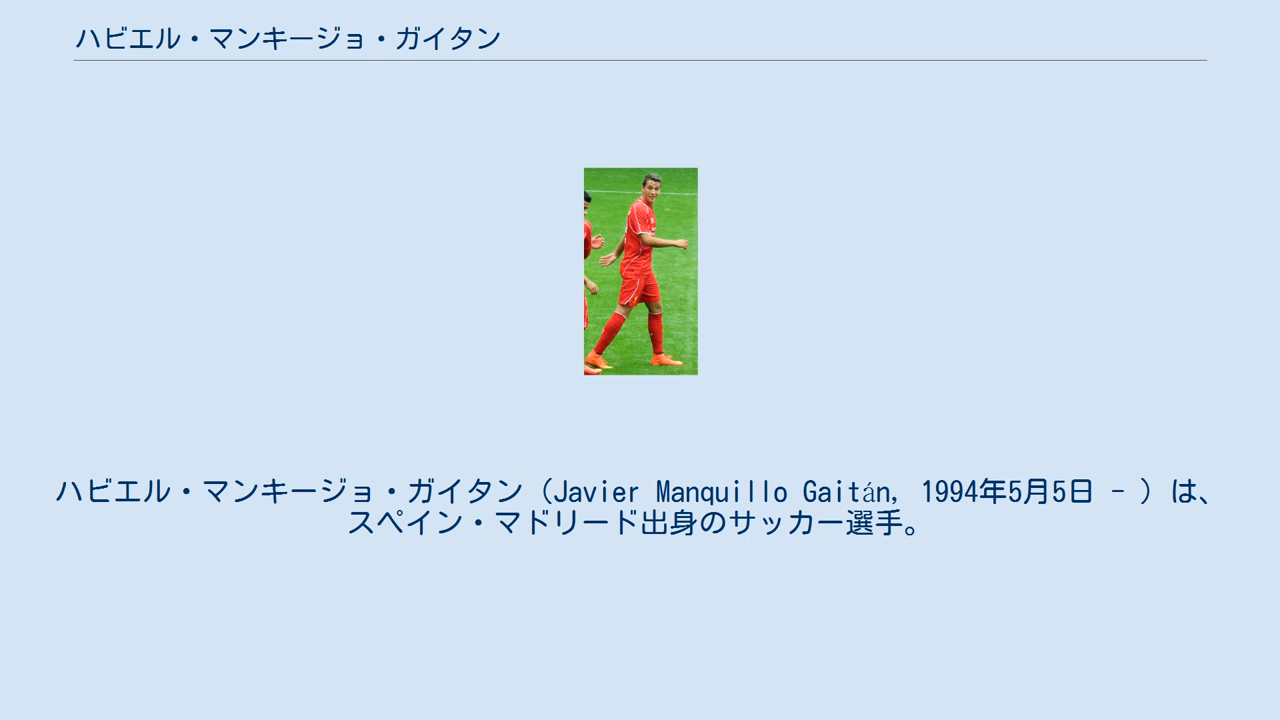 ハビエル・マンキージョ・ガイタン
ハビエル・マンキージョ・ガイタン（Javier Manquillo Gaitán, 1994年5月5日 - ）は、
スペイン・マドリード出身のサッカー選手。